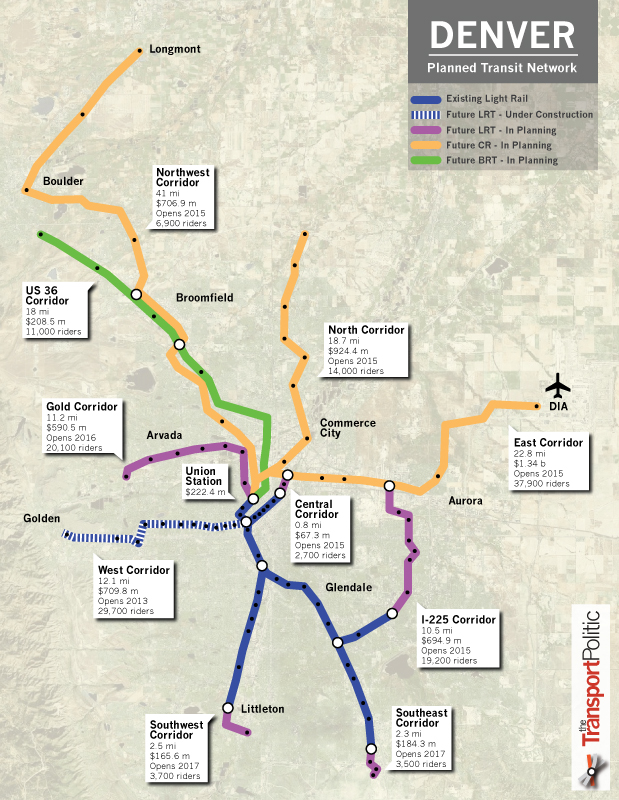 DENVER
Planned Transit Network
Existing Light Rail
Future LRT - Under Construction
Future LRT - In Planning
Future CR - In Planning
Future BRT - In Planning
Longmont
Boulder
Northwest
Corridor
41 mi
$706.9 m
Opens 2015
6,900 riders
US 36
Corridor
18 mi
$208.5 m
11,000 riders
Broomfield
North Corridor
18.7 mi
$924.4 m
Opens 2015
14,000 riders
DIA
Gold Corridor
11.2 mi
$590.5 m
Opens 2016
20,100 riders
Arvada
Commerce
City
East Corridor
22.8 mi
$1.34 b
Opens 2015
37,900 riders
Union
Station
$222.4 m
Aurora
Central
Corridor
0.8 mi
$67.3 m
Opens 2015
2,700 riders
Golden
West Corridor
12.1 mi
$709.8 m
Opens 2013
29,700 riders
Glendale
I-225 Corridor
10.5 mi
$694.9 m
Opens 2015
19,200 riders
Littleton
Southwest
Corridor
2.5 mi
$165.6 m
Opens 2017
3,700 riders
Southeast
Corridor
2.3 mi
$184.3 m
Opens 2017
3,500 riders
the TransportPolitic